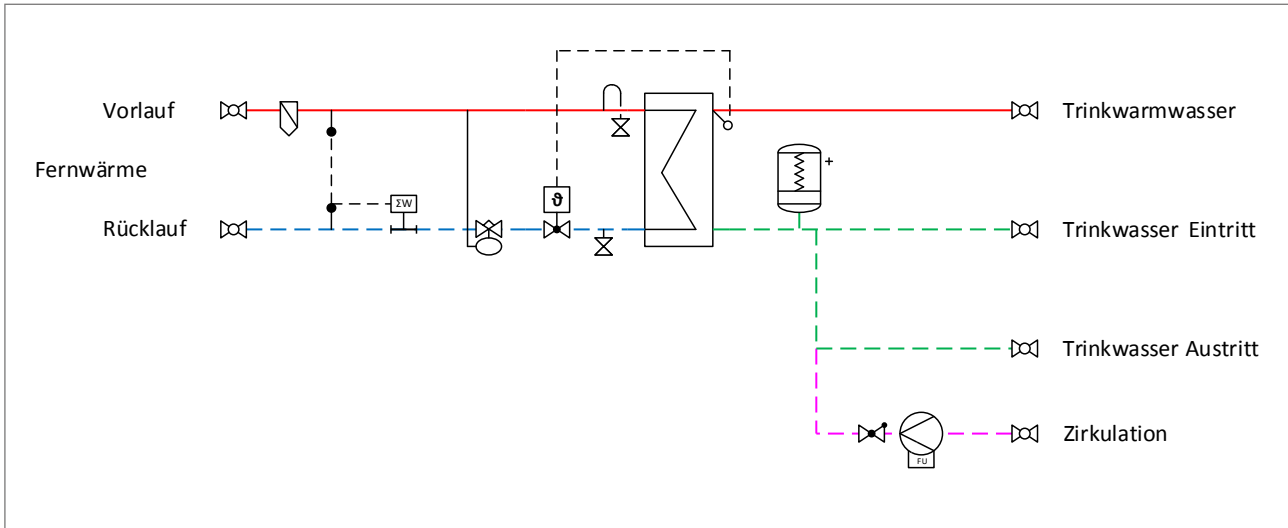 Vorlauf
Trinkwarmwasser
+
Fernwärme
ΣW
ϑ
Rücklauf
Trinkwasser Eintritt
Trinkwasser Austritt
Zirkulation
FU